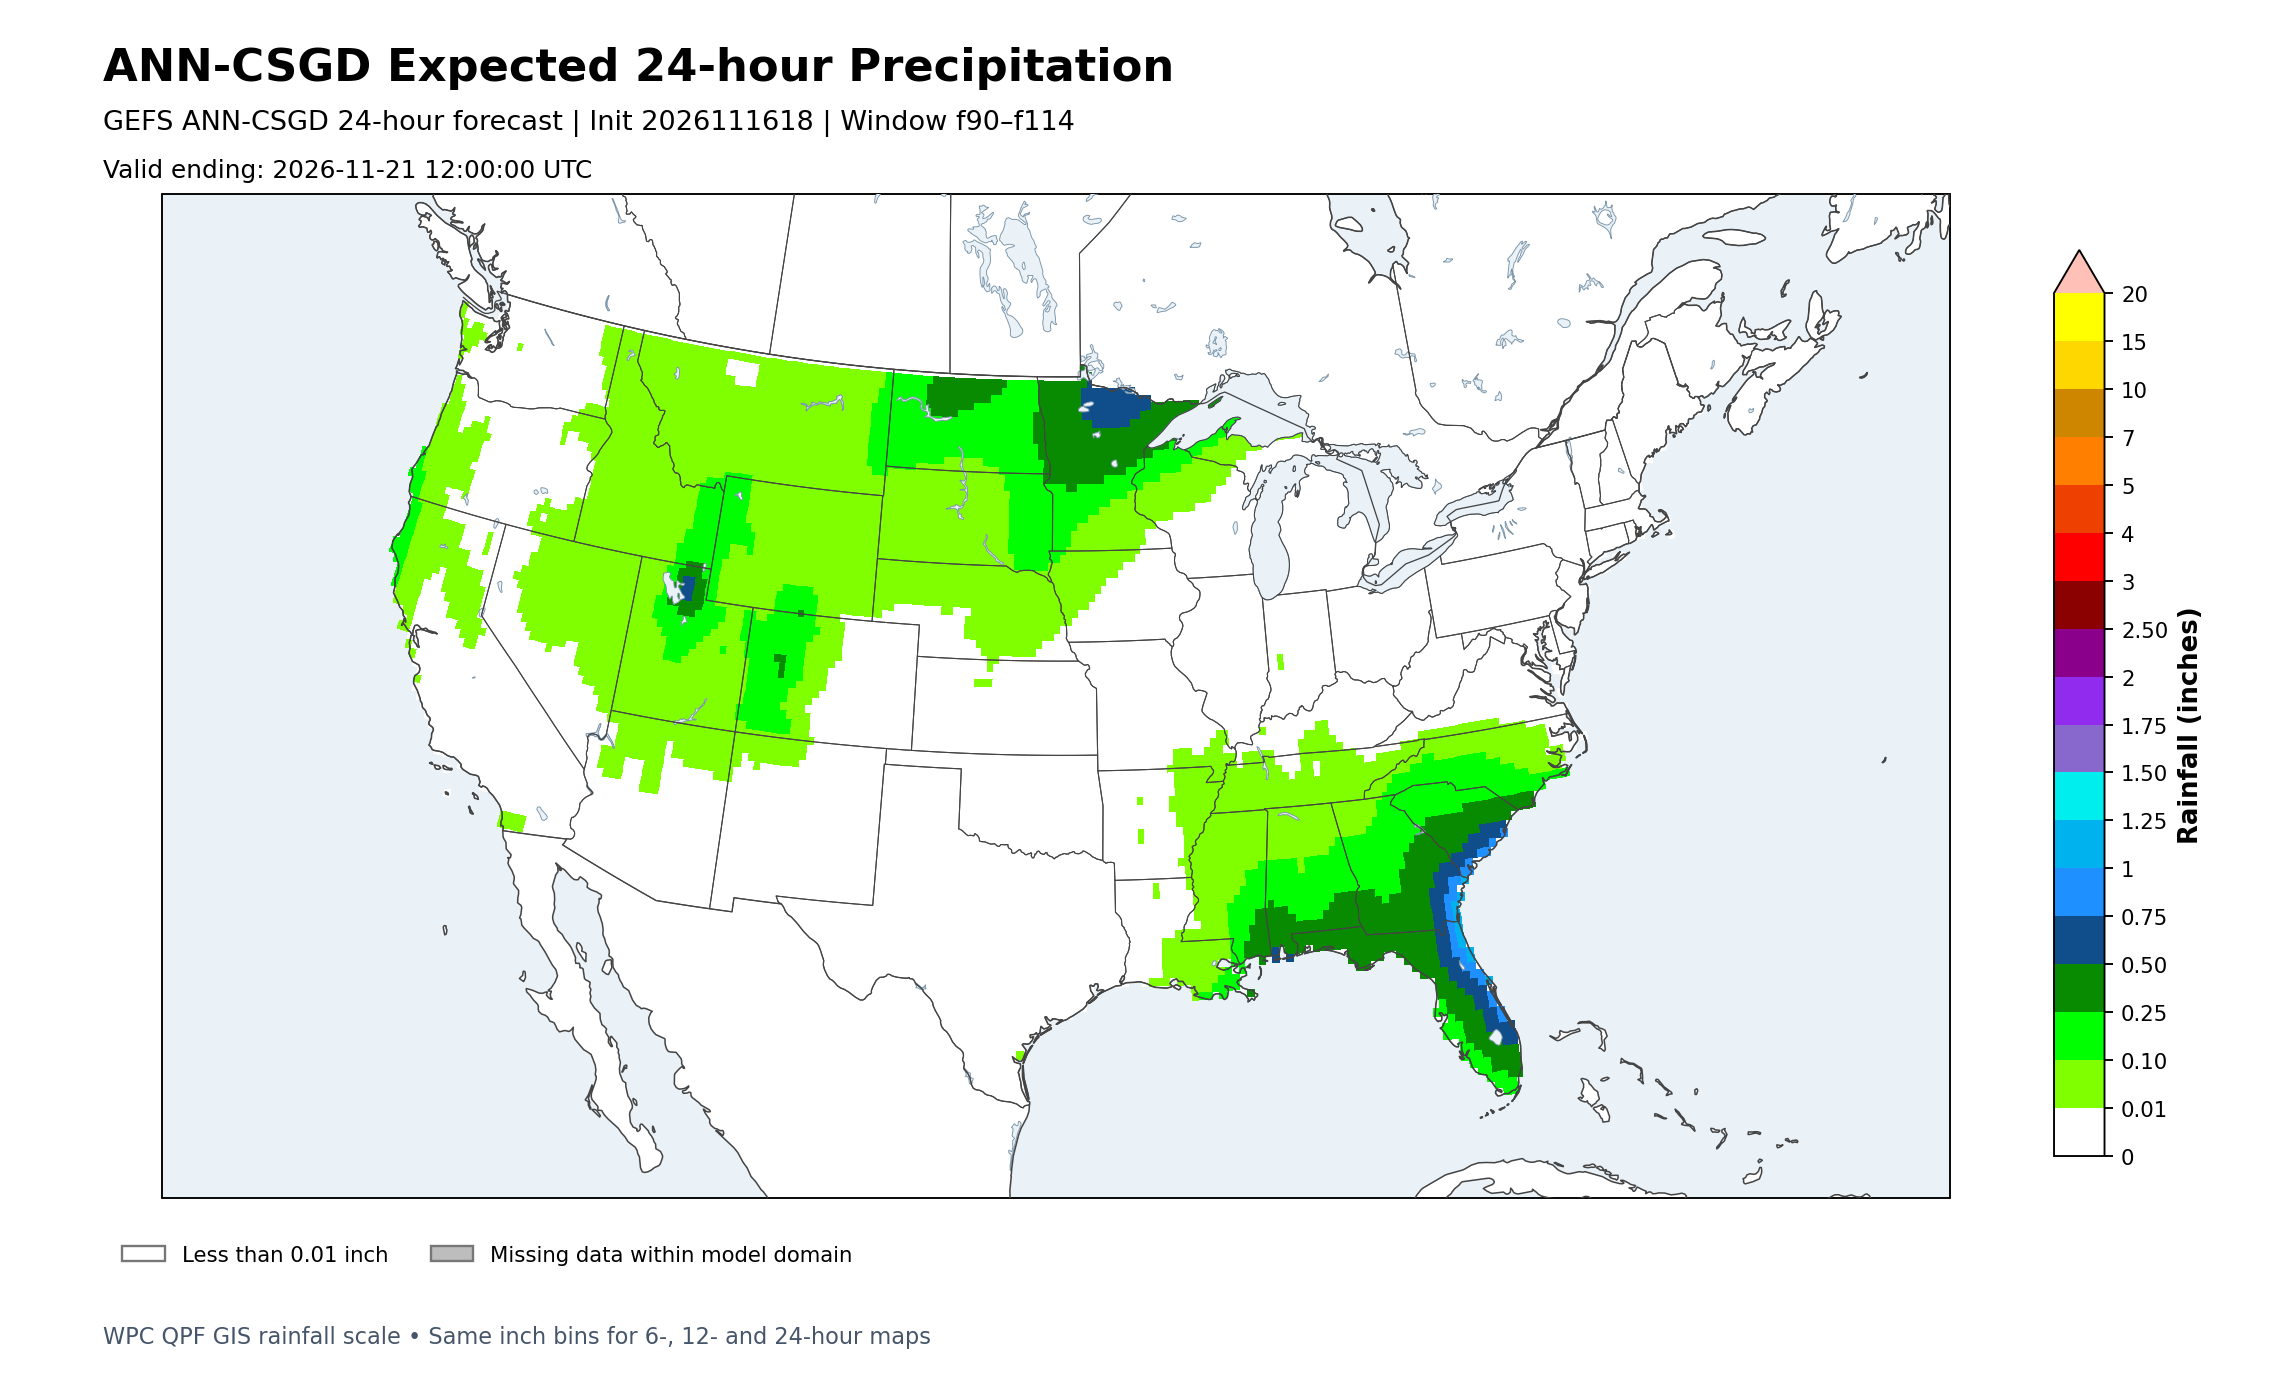 ANN-CSGD Expected 24-hour Precipitation
GEFS ANN-CSGD 24-hour forecast | Init 2026111618 | Window f90–f114
Valid ending: 2026-11-21 12:00:00 UTC
20
15
10
7
5
4
3
2.50
2
1.75
1.50
1.25
1
0.75
0.50
0.25
0.10
0.01
0
Rainfall (inches)
Less than 0.01 inch
Missing data within model domain
WPC QPF GIS rainfall scale • Same inch bins for 6-, 12- and 24-hour maps